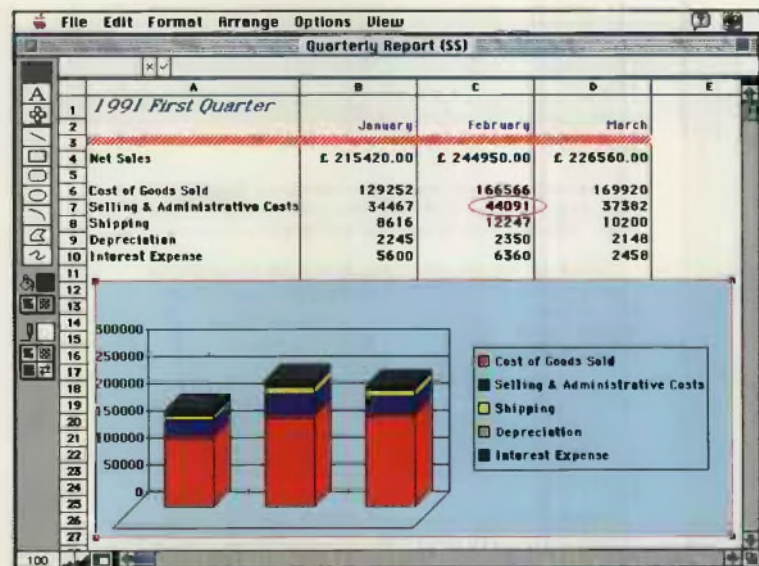 File Edit Format Arrange Options View
Quarterly Report (SS)
A B C D E
1 1991 First Quarter
2 January February March
3
4 Net Sales £ 215420.00 £ 244950.00 £ 226560.00
5
6 Cost of Goods Sold 129252 166566 169920
7 Selling & Administrative Costs 34467 44091 37382
8 Shipping 8616 12247 10200
9 Depreciation 2245 2350 2148
10 Interest Expense 5600 6360 2458
11
12
13
14
15
16
17
18
19
20
21
22
23
24
25
26
27
300000
250000
200000
150000
100000
50000
0
Cost of Goods Sold
Selling & Administrative Costs
Shipping
Depreciation
Interest Expense
A
100